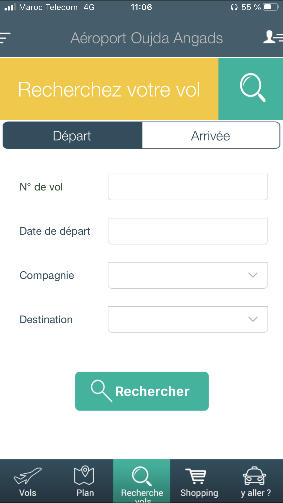 Maroc Telecom 4G 11:06 55 %
Aéroport Oujda Angads
Recherchez votre vol
Départ Arrivée
N° de vol
Date de départ
Compagnie
Destination
Rechercher
Vols Plan Recherche vols Shopping y aller ?